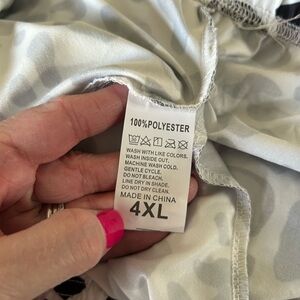 100%POLYESTER
WASH WITH LIKE COLORS.
WASH INSIDE OUT.
MACHINE WASH COLD.
GENTLE CYCLE.
DO NOT BLEACH.
LINE DRY IN SHADE.
DO NOT DRY CLEAN.
MADE IN CHINA
4XL